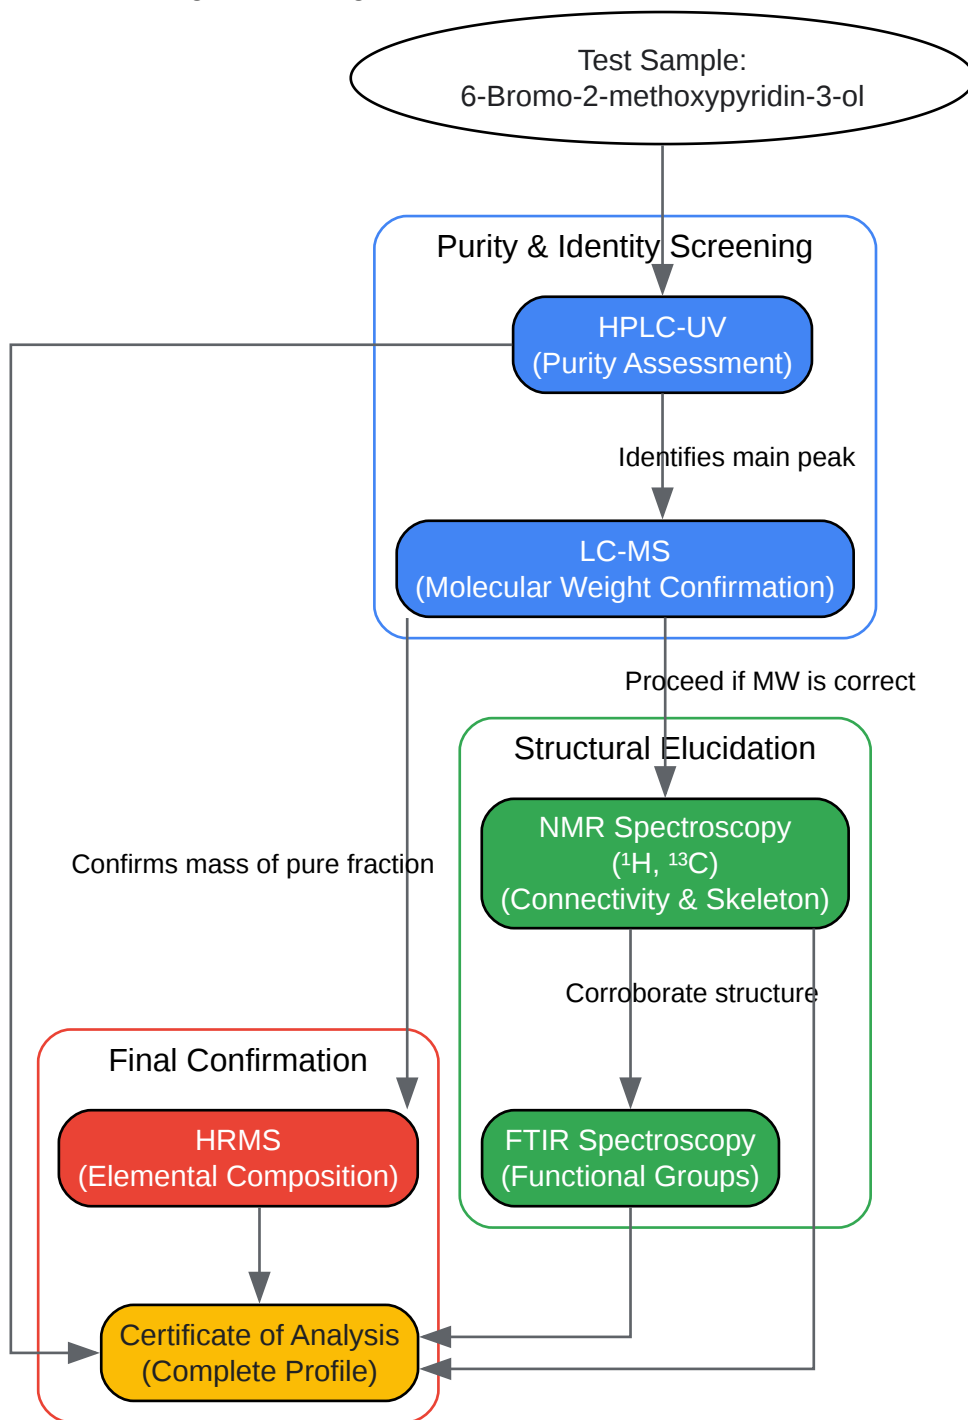 Test Sample:
6-Bromo-2-methoxypyridin-3-ol
Purity & Identity Screening
HPLC-UV
(Purity Assessment)
Identifies main peak
LC-MS
(Molecular Weight Confirmation)
Proceed if MW is correct
Structural Elucidation
NMR Spectroscopy
(¹H, ¹³C)
(Connectivity & Skeleton)
Confirms mass of pure fraction
Corroborate structure
Final Confirmation
HRMS
(Elemental Composition)
FTIR Spectroscopy
(Functional Groups)
Certificate of Analysis
(Complete Profile)